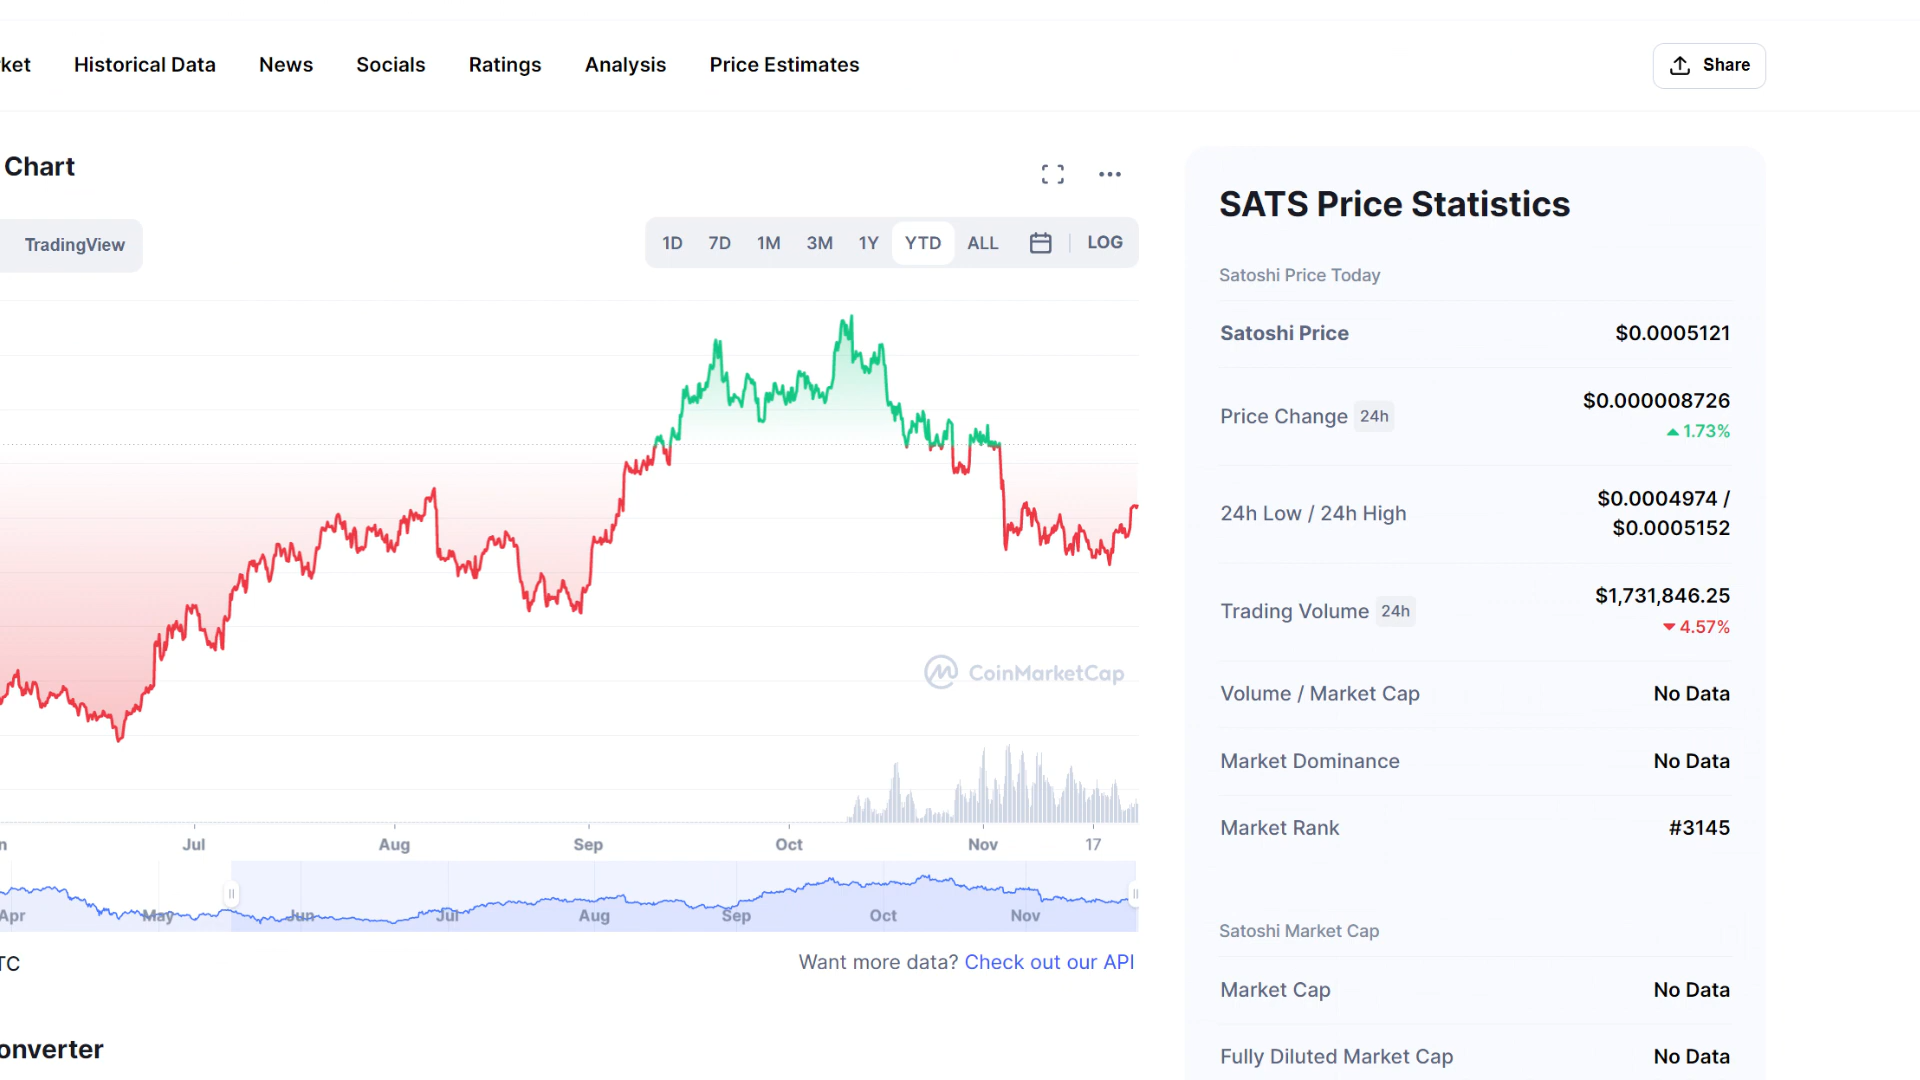 ket Historical Data News Socials Ratings Analysis Price Estimates Share
Chart
TradingView
1D 7D 1M 3M 1Y YTD ALL LOG
CoinMarketCap
n Jul Aug Sep Oct Nov 17
Apr May Jun Jul Aug Sep Oct Nov
TC
Want more data? Check out our API
onverter
SATS Price Statistics
Satoshi Price Today
Satoshi Price $0.0005121
Price Change 24h $0.000008726
1.73%
24h Low / 24h High $0.0004974 /
$0.0005152
Trading Volume 24h $1,731,846.25
4.57%
Volume / Market Cap No Data
Market Dominance No Data
Market Rank #3145
Satoshi Market Cap
Market Cap No Data
Fully Diluted Market Cap No Data